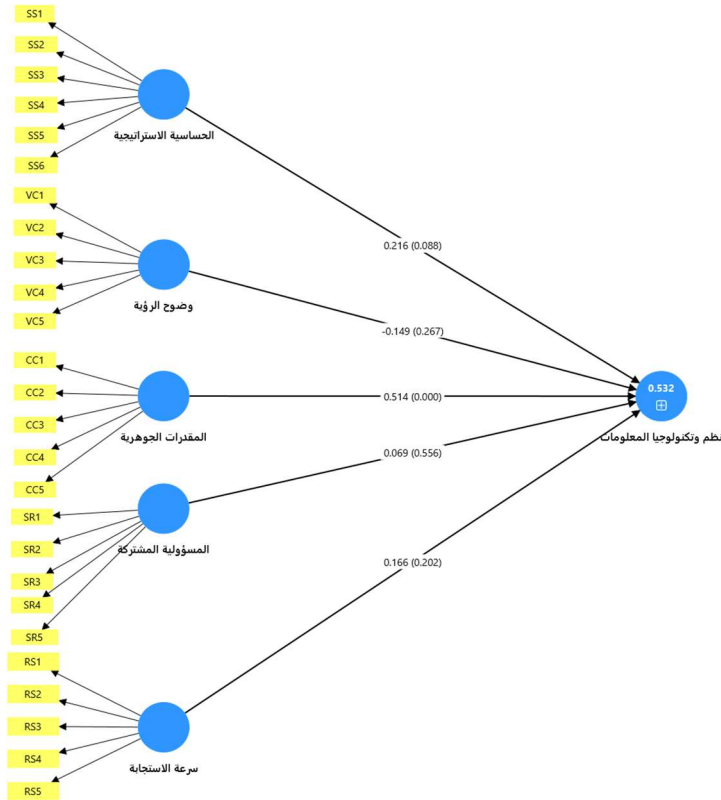 SS1
SS2
SS3
SS4
SS5
SS6
الحساسية الاستراتيجية
VC1
VC2
VC3
VC4
VC5
وضوح الرؤية
CC1
CC2
CC3
CC4
CC5
المقدرات الجوهرية
SR1
SR2
SR3
SR4
SR5
المسؤولية المشتركة
RS1
RS2
RS3
RS4
RS5
سرعة الاستجابة
0.216 (0.088)
-0.149 (0.267)
0.514 (0.000)
0.069 (0.556)
0.166 (0.202)
0.532
نظم وتكنولوجيا المعلومات